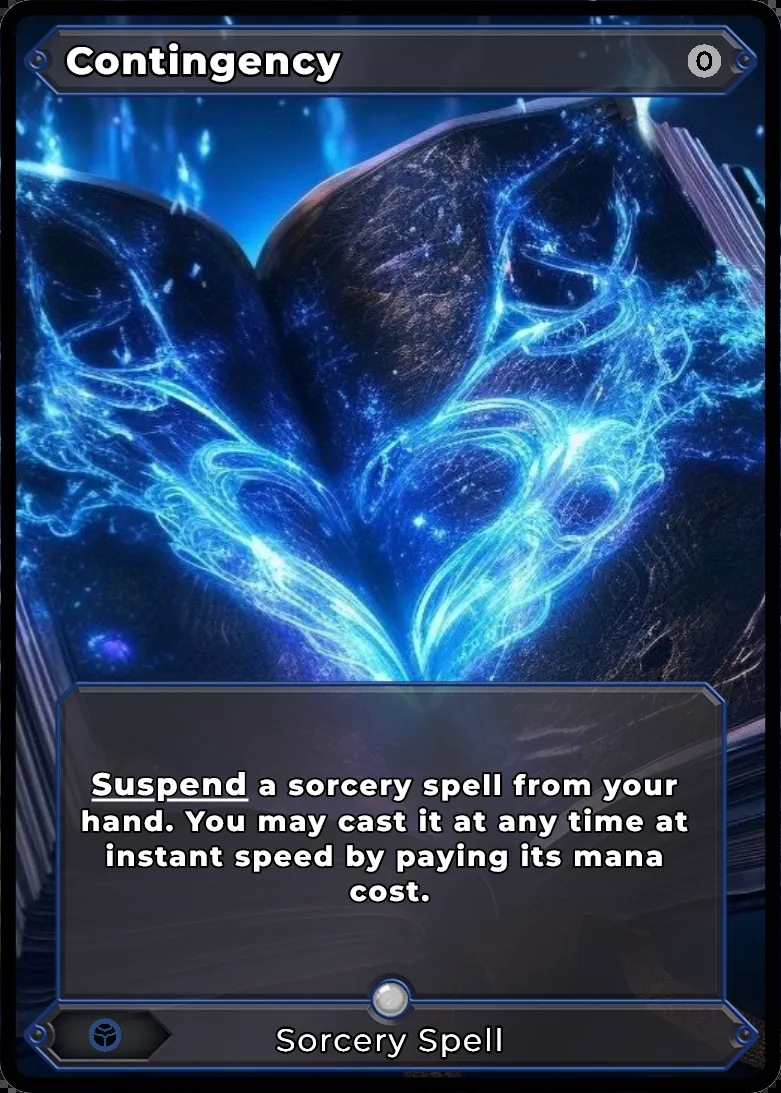 Contingency
0
Suspend a sorcery spell from your
hand. You may cast it at any time at
instant speed by paying its mana
cost.
Sorcery Spell